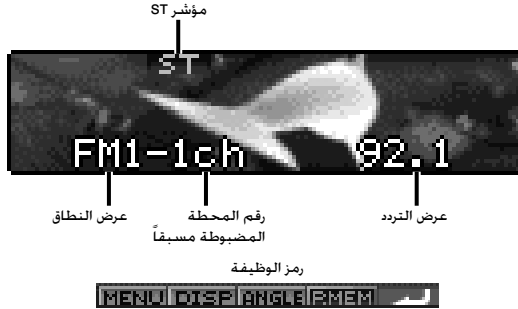 مؤشر ST
ST
FM1-1ch 92.1
عرض النطاق
رقم المحطة
المضبوطة مسبقاً
عرض التردد
رمز الوظيفة
MENU DISP ANGLE P.MEM